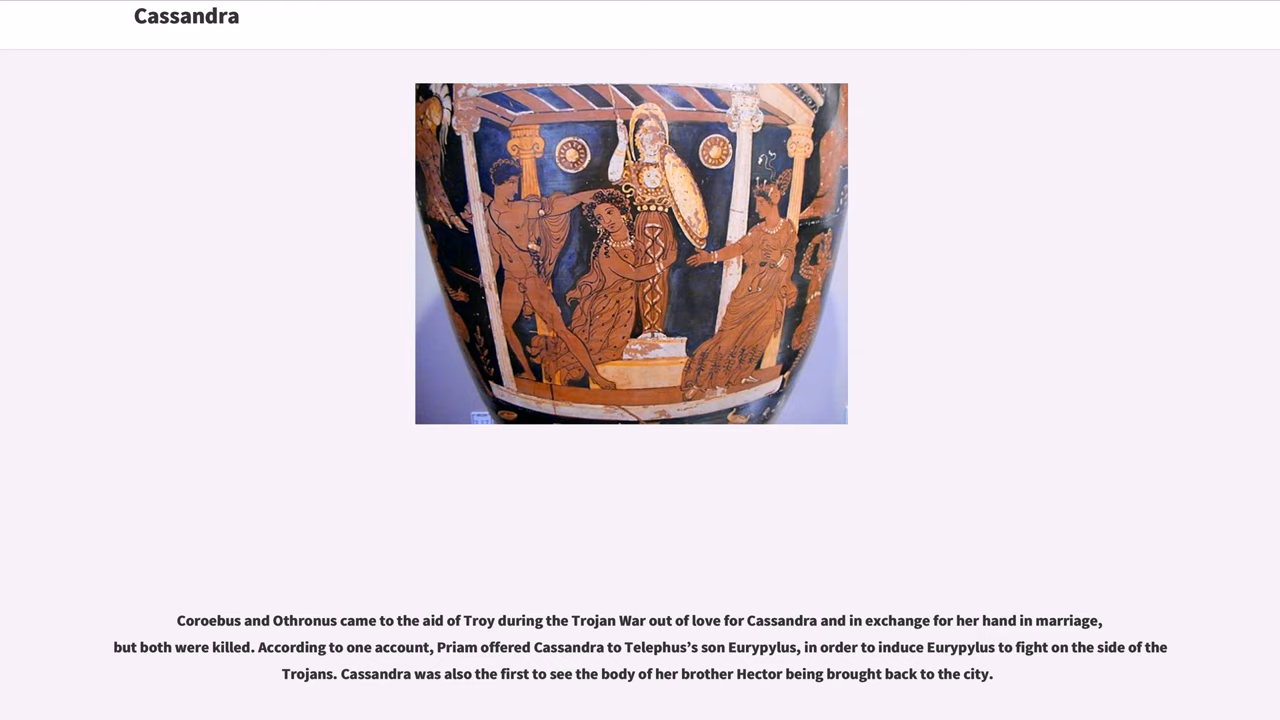 Cassandra
Coroebus and Othronus came to the aid of Troy during the Trojan War out of love for Cassandra and in exchange for her hand in marriage,
but both were killed. According to one account, Priam offered Cassandra to Telephus’s son Eurypylus, in order to induce Eurypylus to fight on the side of the
Trojans. Cassandra was also the first to see the body of her brother Hector being brought back to the city.